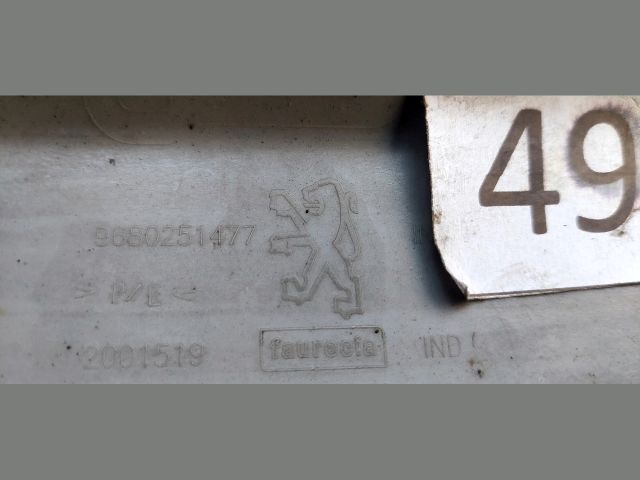 49
9680251477
> P/E <
2001519 faurecia IND